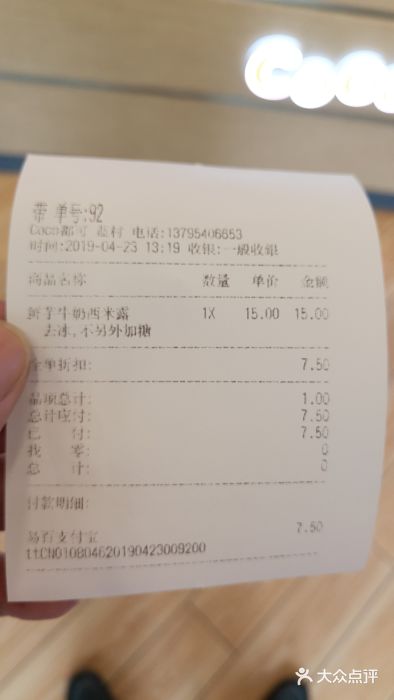 Coco
带 单号:92
Coco都可 莲村 电话:13795406653
时间:2019-04-23 13:19 收银:一般收银
商品名称 数量 单价 金额
鲜芋牛奶西米露 1X 15.00 15.00
去冰,不另外加糖
全单折扣: 7.50
品项总计: 1.00
总计应付: 7.50
已 付: 7.50
找 零: 0
总 计: 0
付款明细:
易百支付宝 7.50
ttCN010804620190423009200
大众点评